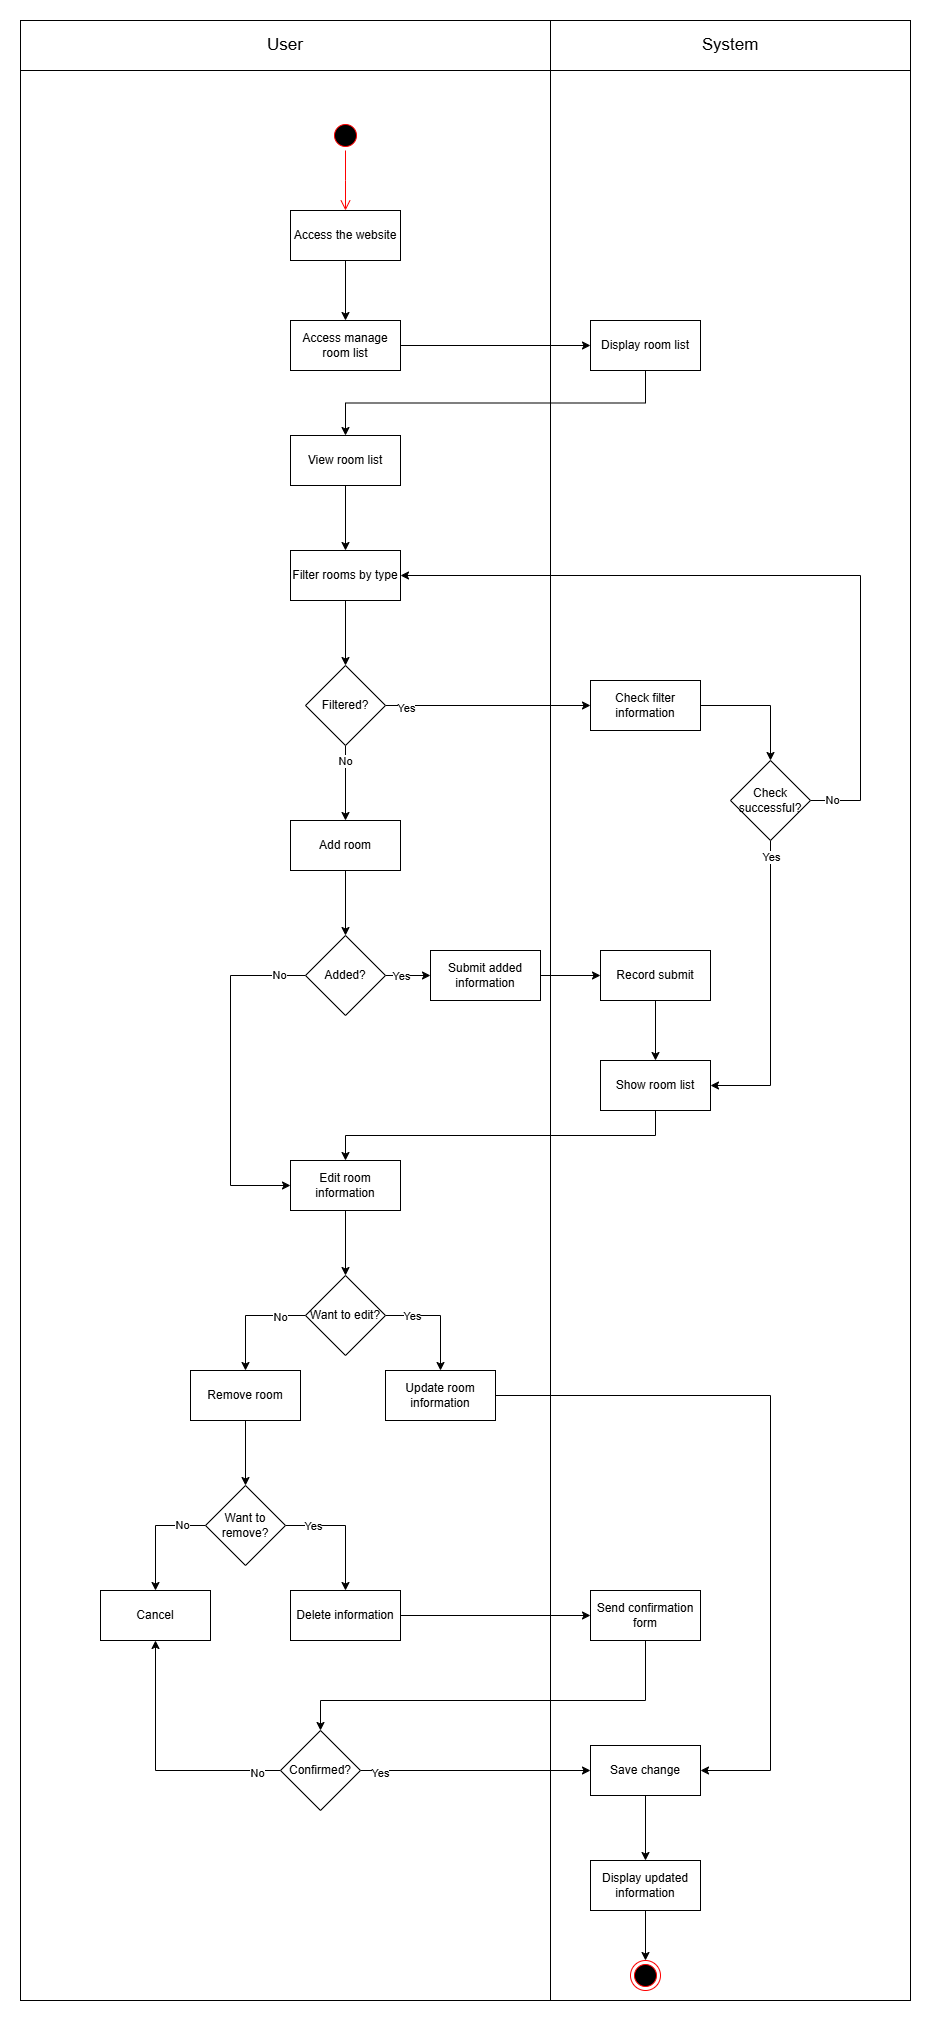 User
System
Access the website
Access manage
room list
Display room list
View room list
Filter rooms by type
Filtered?
Yes
Check filter
information
No
Check
successful?
No
Yes
Add room
No
Added?
Yes
Submit added
information
Record submit
Show room list
Edit room
information
No
Want to edit?
Yes
Remove room
Update room
information
No
Want to
remove?
Yes
Cancel
Delete information
Send confirmation
form
No
Confirmed?
Yes
Save change
Display updated
information